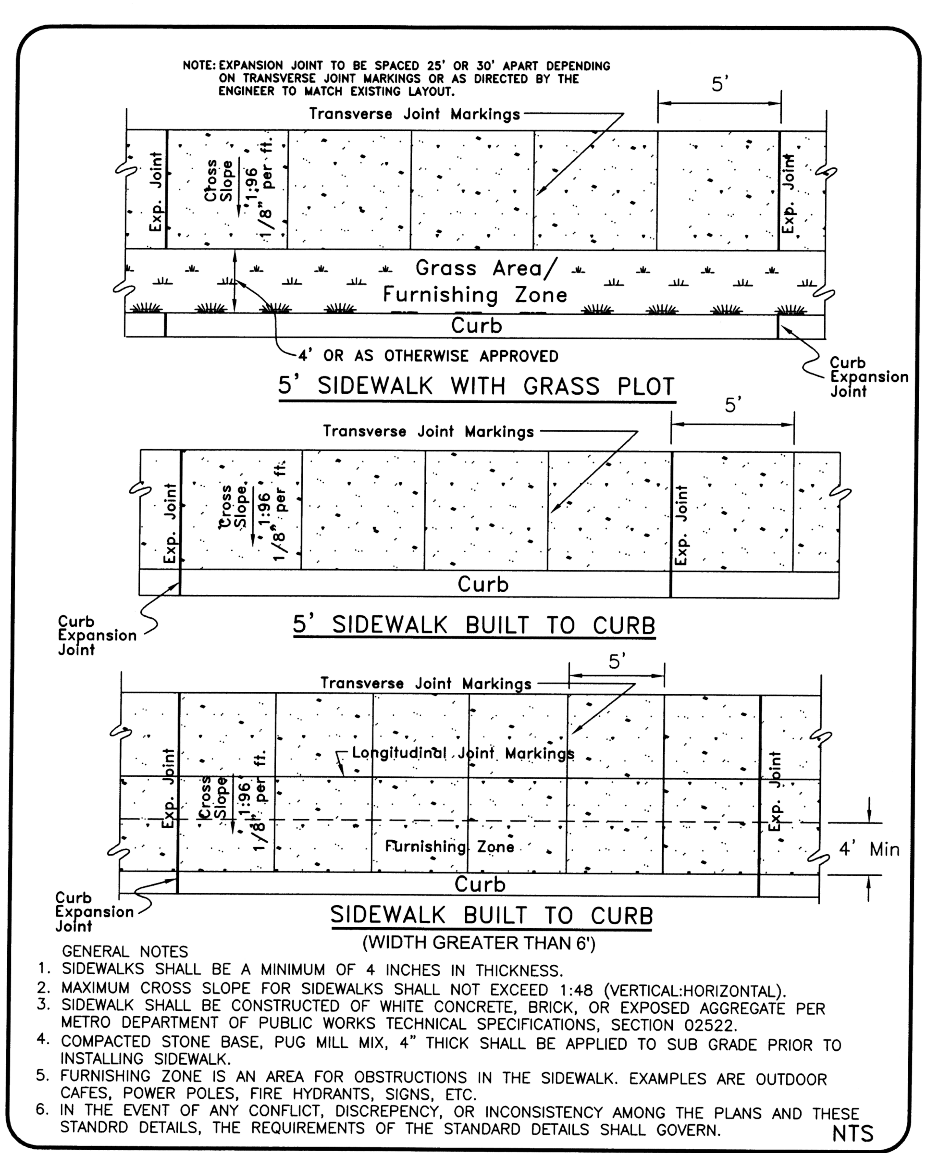 NOTE: EXPANSION JOINT TO BE SPACED 25' OR 30' APART DEPENDING
ON TRANSVERSE JOINT MARKINGS OR AS DIRECTED BY THE
ENGINEER TO MATCH EXISTING LAYOUT.
5'
Transverse Joint Markings
Exp. Joint
Cross
Slope
1:96
1/8" per ft.
Exp. Joint
Grass Area/
Furnishing Zone
Curb
4' OR AS OTHERWISE APPROVED
Curb
Expansion
Joint
5' SIDEWALK WITH GRASS PLOT
5'
Transverse Joint Markings
Exp. Joint
Cross
Slope
1:96
1/8" per ft.
Exp. Joint
Curb
Curb
Expansion
Joint
5' SIDEWALK BUILT TO CURB
5'
Transverse Joint Markings
Longitudinal Joint Markings
Exp. Joint
Cross
Slope
1:96
1/8" per ft.
Exp. Joint
Furnishing Zone
4' Min
Curb
Curb
Expansion
Joint
SIDEWALK BUILT TO CURB
(WIDTH GREATER THAN 6')
GENERAL NOTES
1. SIDEWALKS SHALL BE A MINIMUM OF 4 INCHES IN THICKNESS.
2. MAXIMUM CROSS SLOPE FOR SIDEWALKS SHALL NOT EXCEED 1:48 (VERTICAL:HORIZONTAL).
3. SIDEWALK SHALL BE CONSTRUCTED OF WHITE CONCRETE, BRICK, OR EXPOSED AGGREGATE PER
METRO DEPARTMENT OF PUBLIC WORKS TECHNICAL SPECIFICATIONS, SECTION 02522.
4. COMPACTED STONE BASE, PUG MILL MIX, 4" THICK SHALL BE APPLIED TO SUB GRADE PRIOR TO
INSTALLING SIDEWALK.
5. FURNISHING ZONE IS AN AREA FOR OBSTRUCTIONS IN THE SIDEWALK. EXAMPLES ARE OUTDOOR
CAFES, POWER POLES, FIRE HYDRANTS, SIGNS, ETC.
6. IN THE EVENT OF ANY CONFLICT, DISCREPENCY, OR INCONSISTENCY AMONG THE PLANS AND THESE
STANDRD DETAILS, THE REQUIREMENTS OF THE STANDARD DETAILS SHALL GOVERN.
NTS